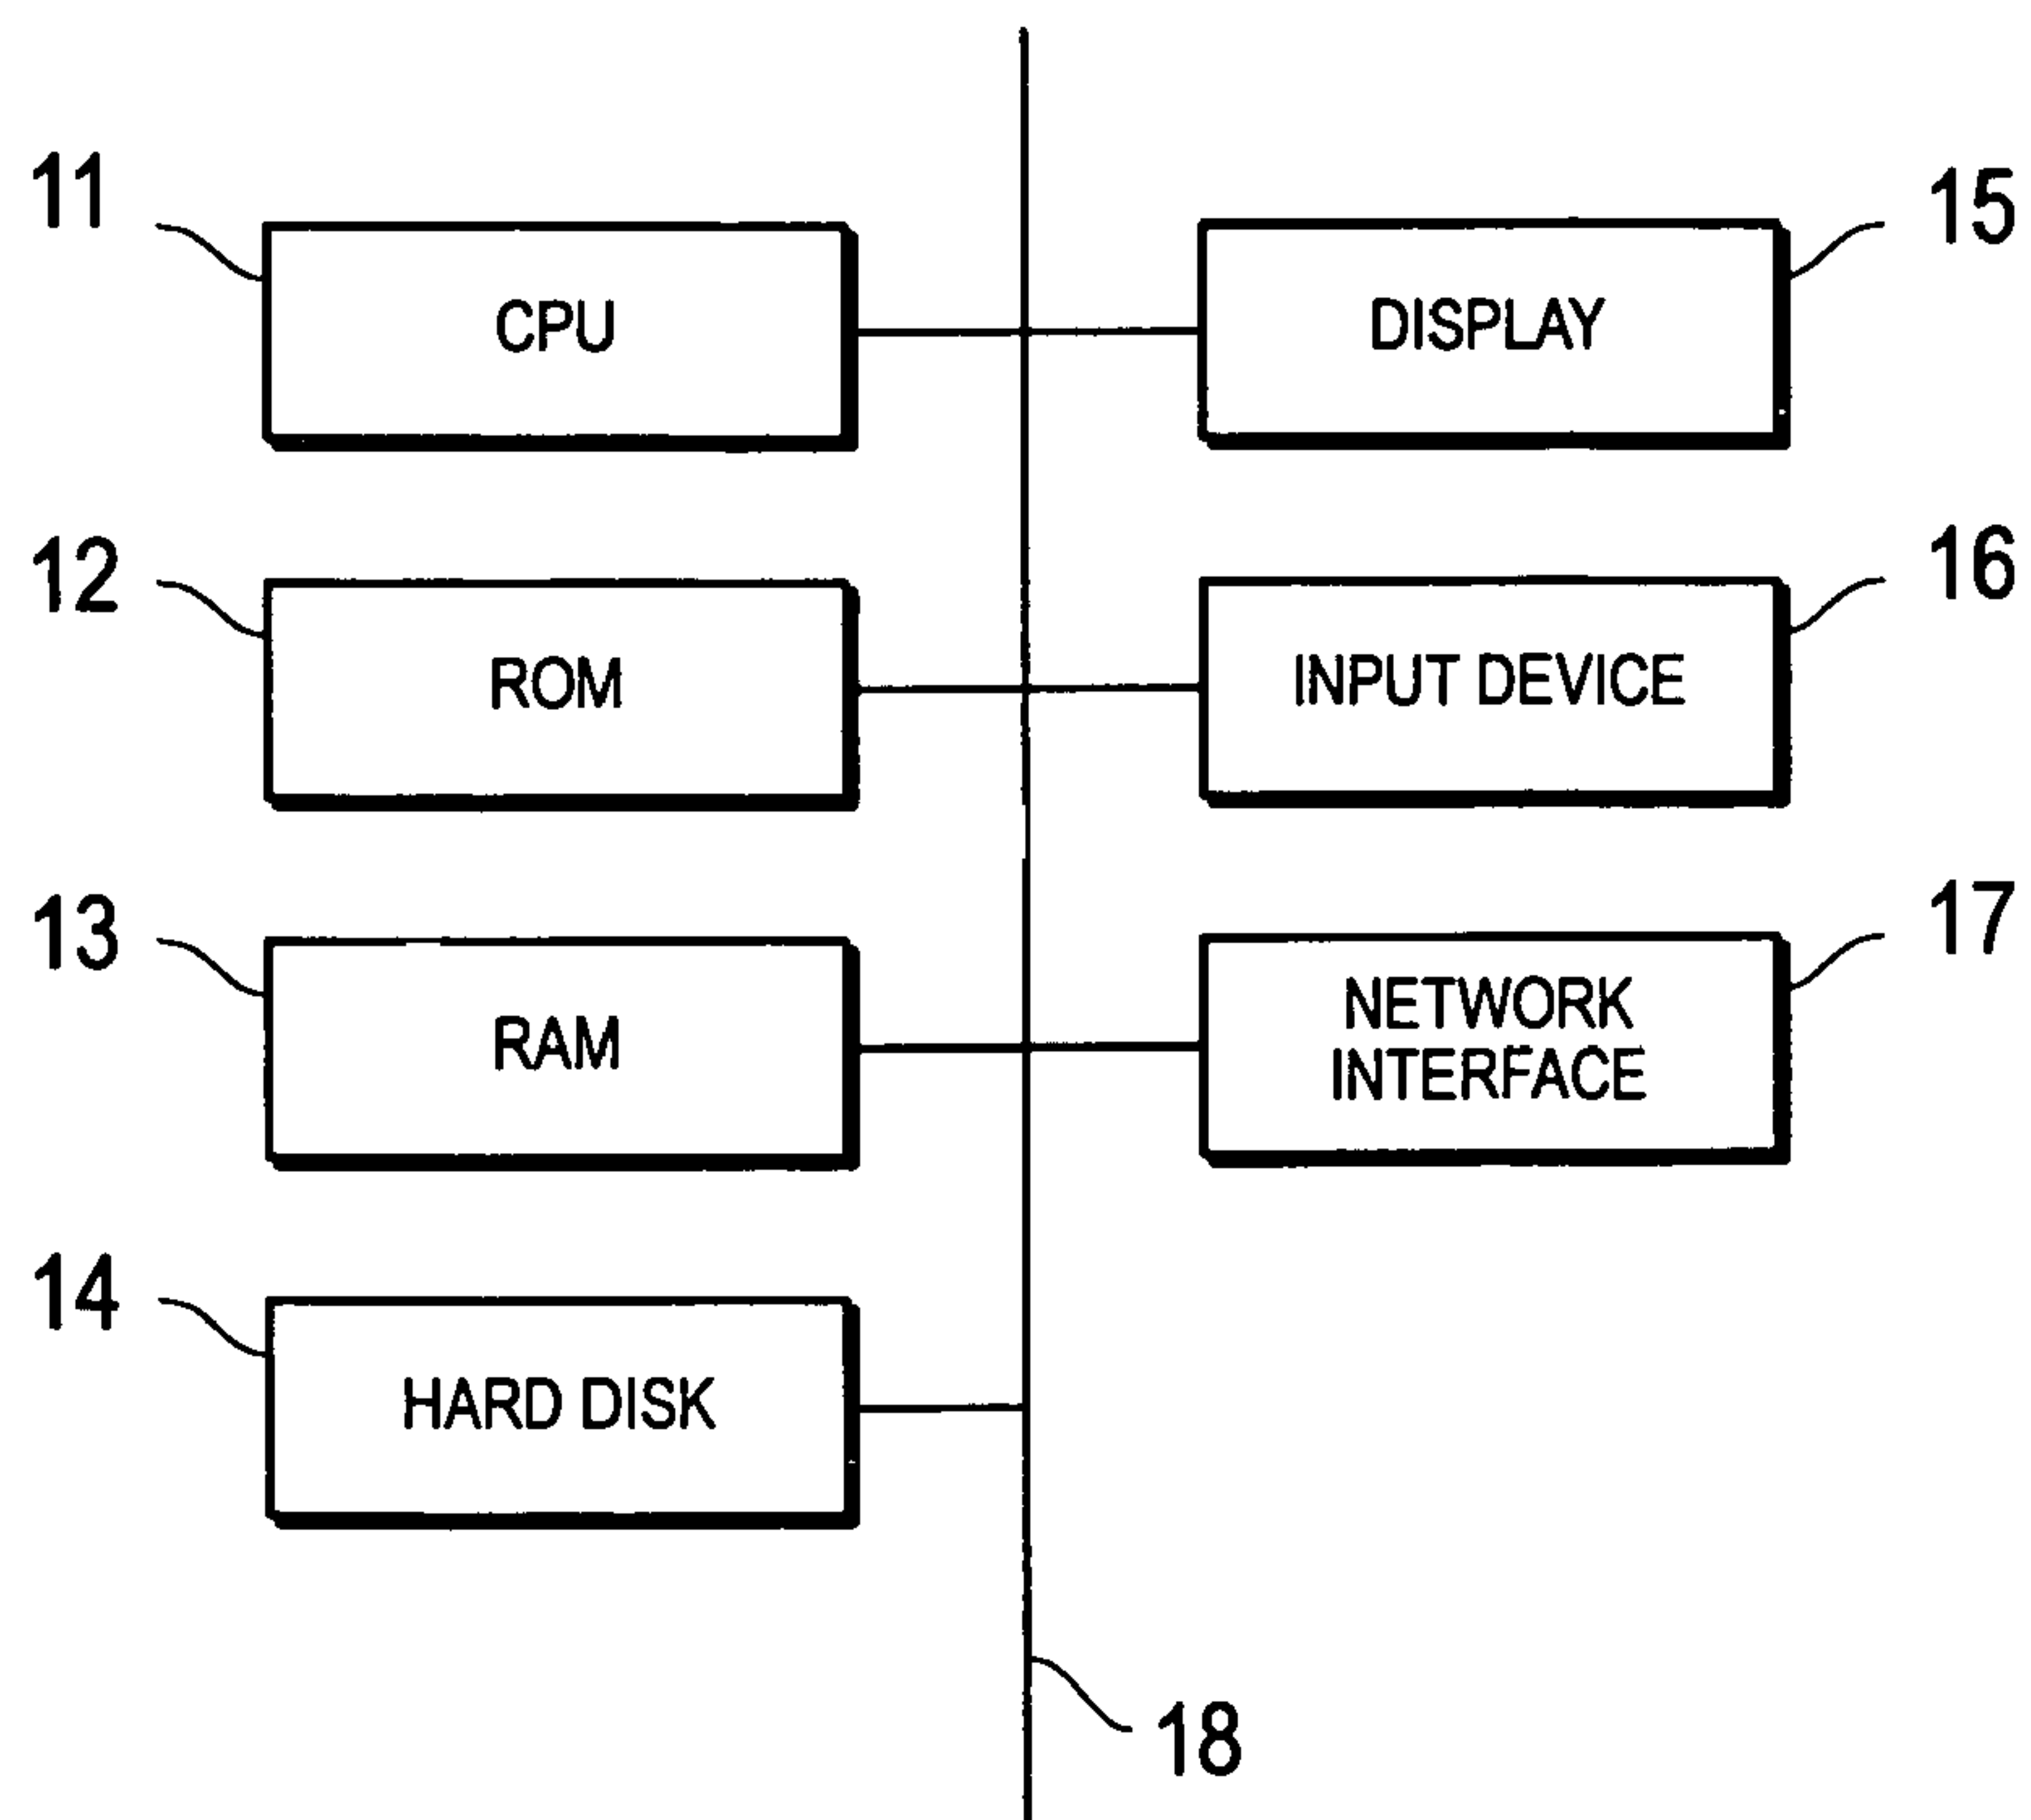 11
CPU
15
DISPLAY
12
ROM
16
INPUT DEVICE
13
RAM
17
NETWORK
INTERFACE
14
HARD DISK
18